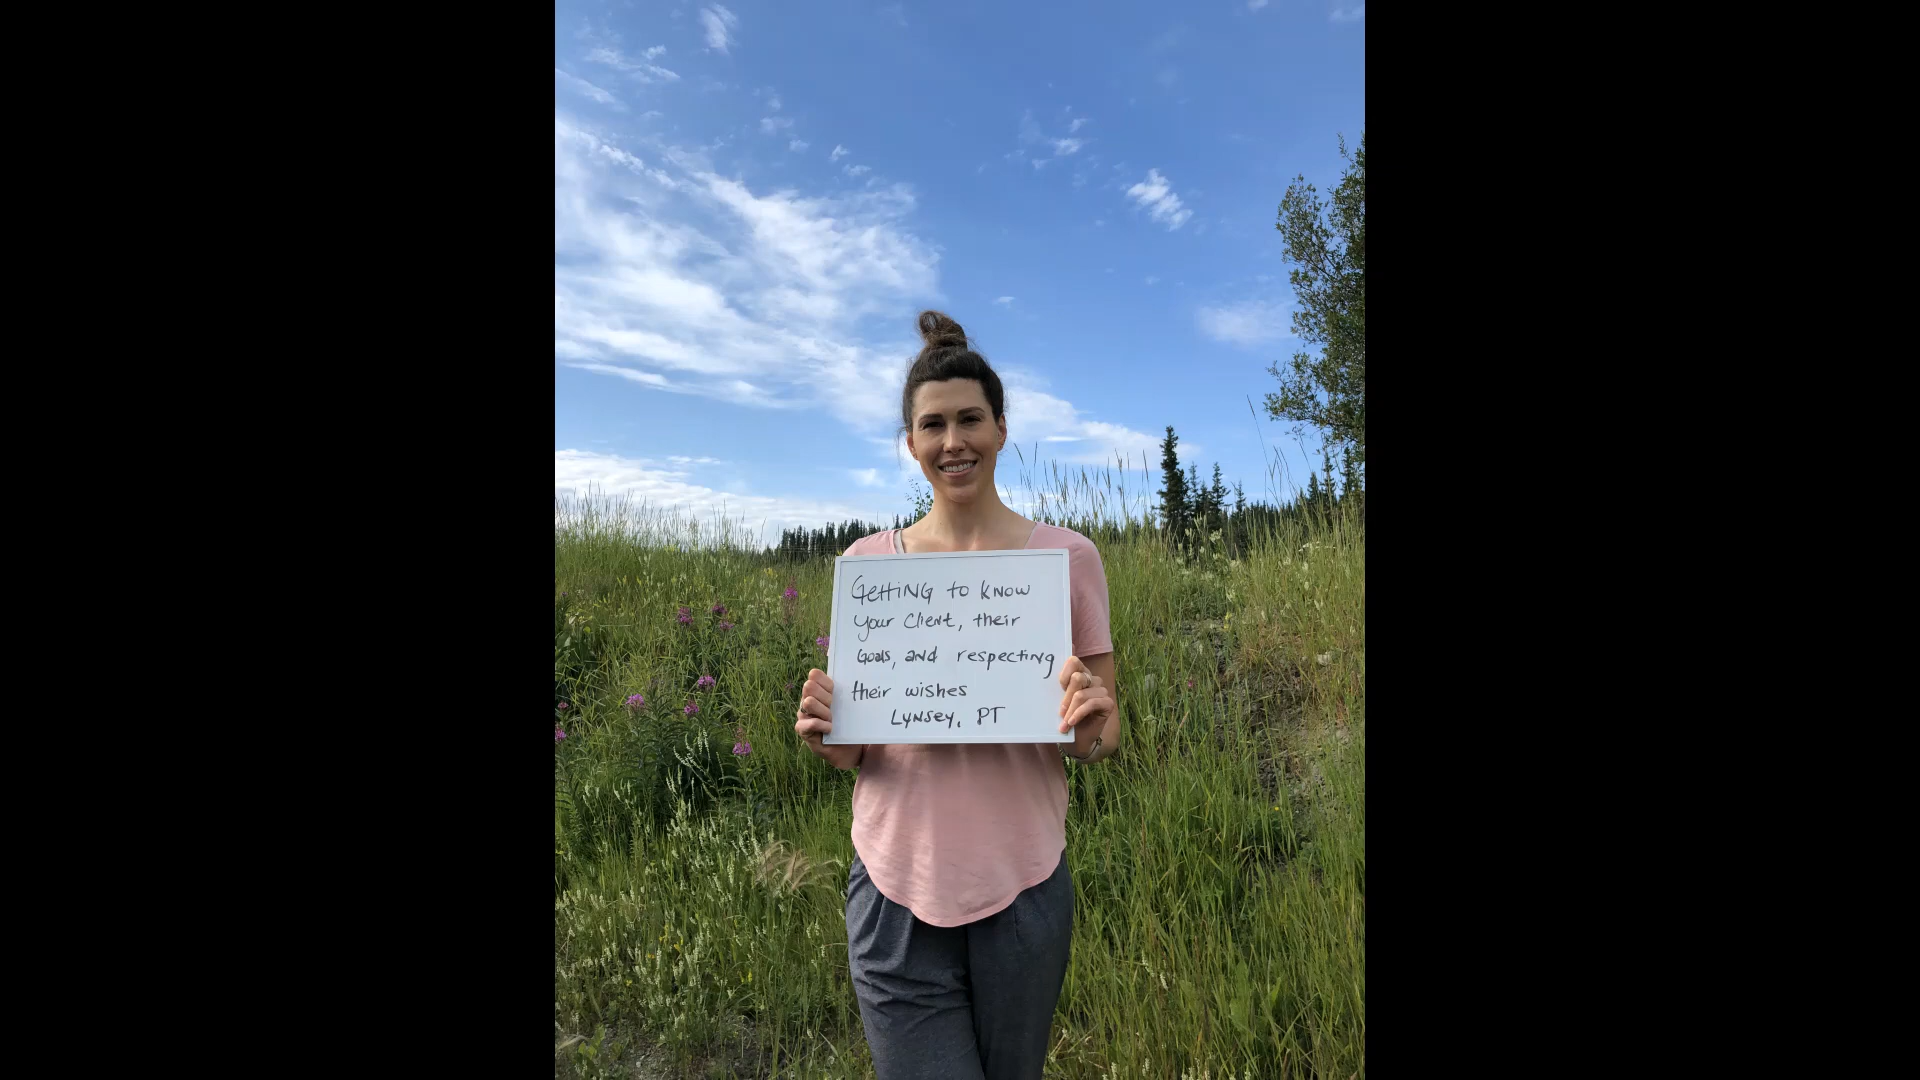 Getting to know
your client, their
Goals, and respecting
their wishes
Lynsey, PT